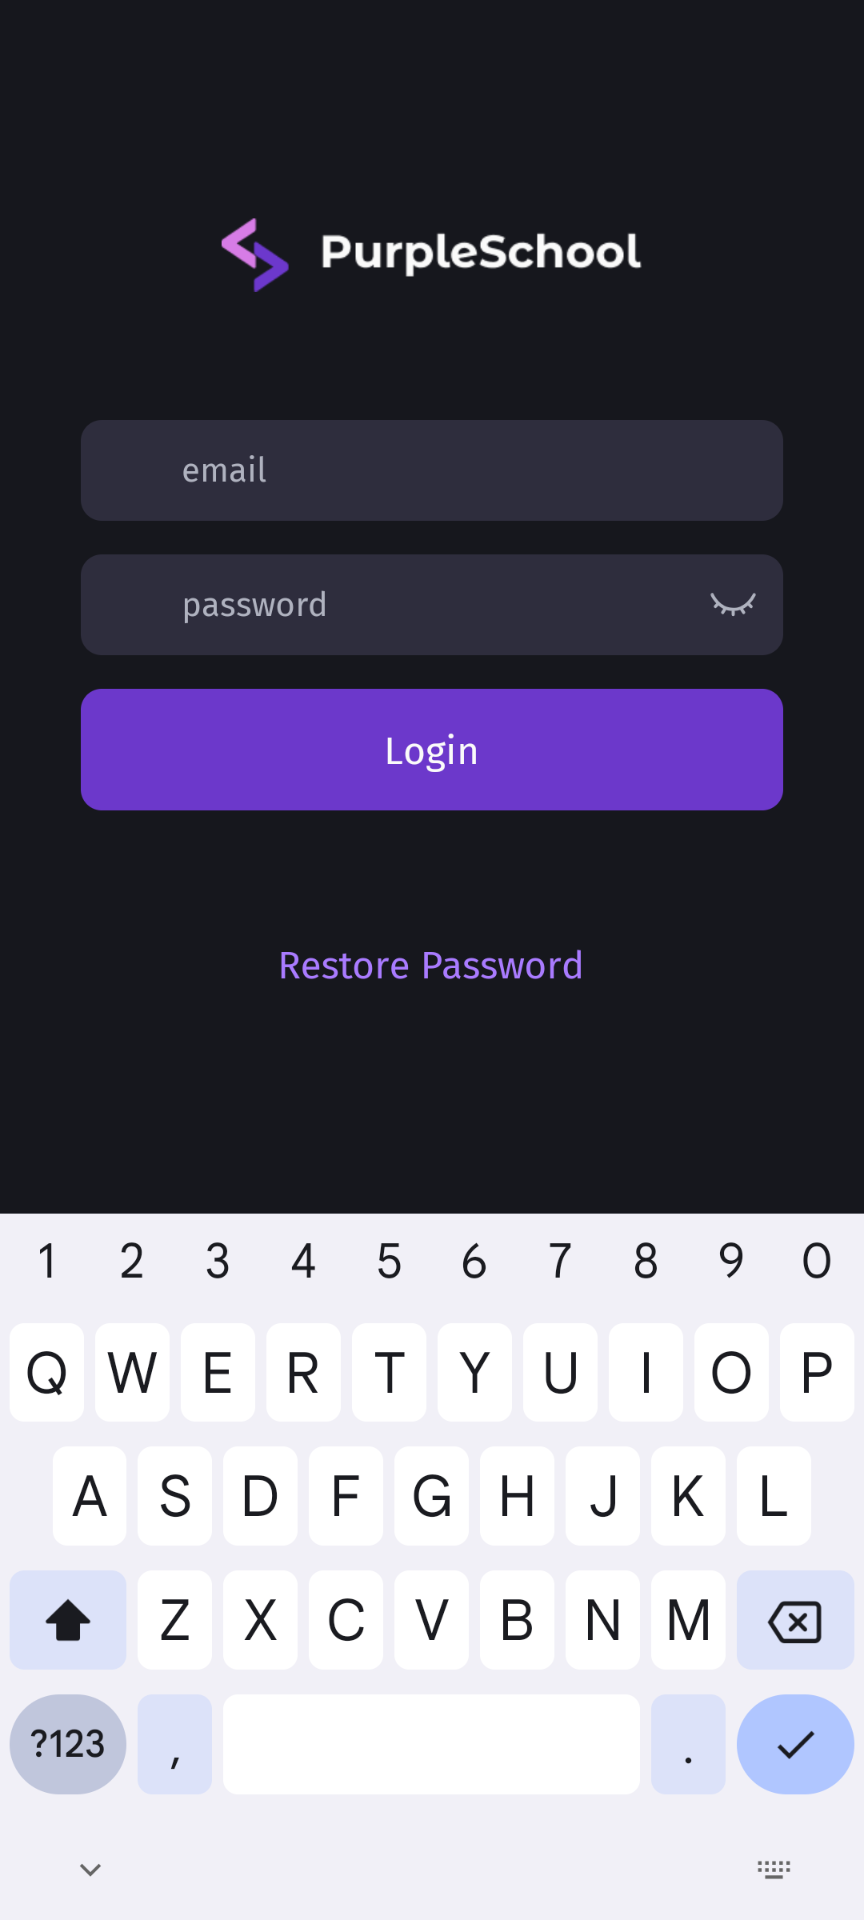 PurpleSchool
email
password
Login
Restore Password
1 2 3 4 5 6 7 8 9 0
Q W E R T Y U I O P
A S D F G H J K L
Z X C V B N M
?123 , .